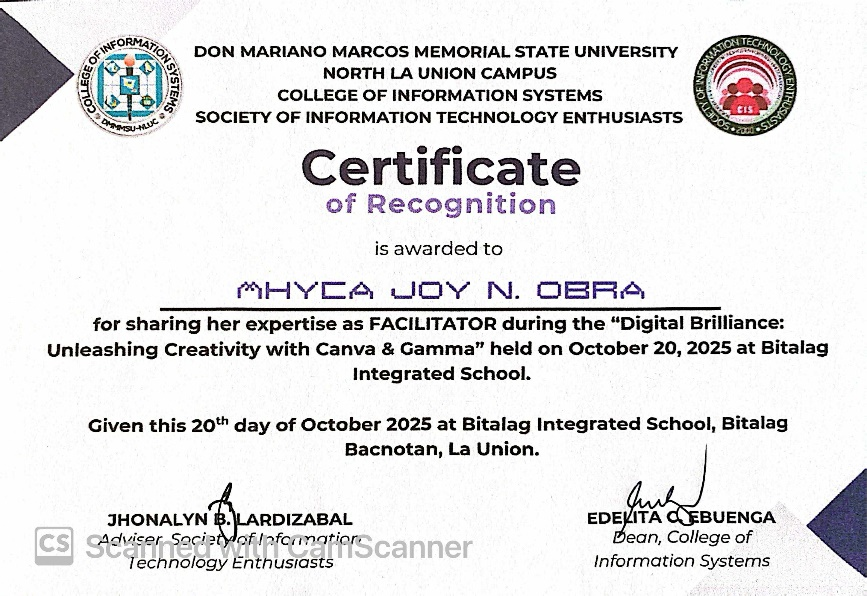 DON MARIANO MARCOS MEMORIAL STATE UNIVERSITY
NORTH LA UNION CAMPUS
COLLEGE OF INFORMATION SYSTEMS
SOCIETY OF INFORMATION TECHNOLOGY ENTHUSIASTS
COLLEGE OF INFORMATION SYSTEMS
DMMMSU-NLUC
SOCIETY OF INFORMATION TECHNOLOGY ENTHUSIASTS
CIS
2000
Certificate
of Recognition
is awarded to
MHYCA JOY N. OBRA
for sharing her expertise as FACILITATOR during the “Digital Brilliance:
Unleashing Creativity with Canva & Gamma” held on October 20, 2025 at Bitalag
Integrated School.
Given this 20th day of October 2025 at Bitalag Integrated School, Bitalag
Bacnotan, La Union.
JHONALYN B. LARDIZABAL
Adviser, Society of Information
Technology Enthusiasts
EDELITA C. EBUENGA
Dean, College of
Information Systems
CS Scanned with CamScanner